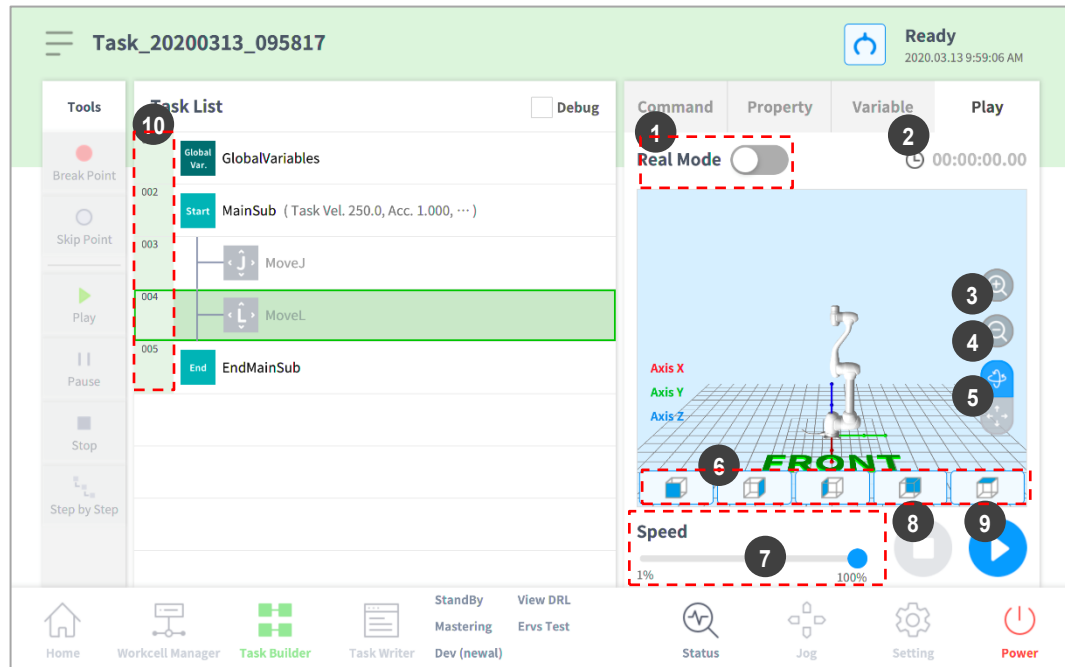 Task_20200313_095817
Ready
2020.03.13 9:59:06 AM
Tools
Task List
Debug
Command
Property
Variable
Play
10
1
2
Break Point
Global
Var.
GlobalVariables
Real Mode
00:00:00.00
002
Start
MainSub ( Task Vel. 250.0, Acc. 1.000, ··· )
Skip Point
003
J
MoveJ
3
004
L
MoveL
Play
4
Pause
005
End
EndMainSub
Axis X
Axis Y
Axis Z
5
Stop
FRONT
6
Step by Step
Speed
7
8
9
1%
100%
Home
Workcell Manager
Task Builder
Task Writer
StandBy
View DRL
Mastering
Ervs Test
Dev (newal)
Status
Jog
Setting
Power